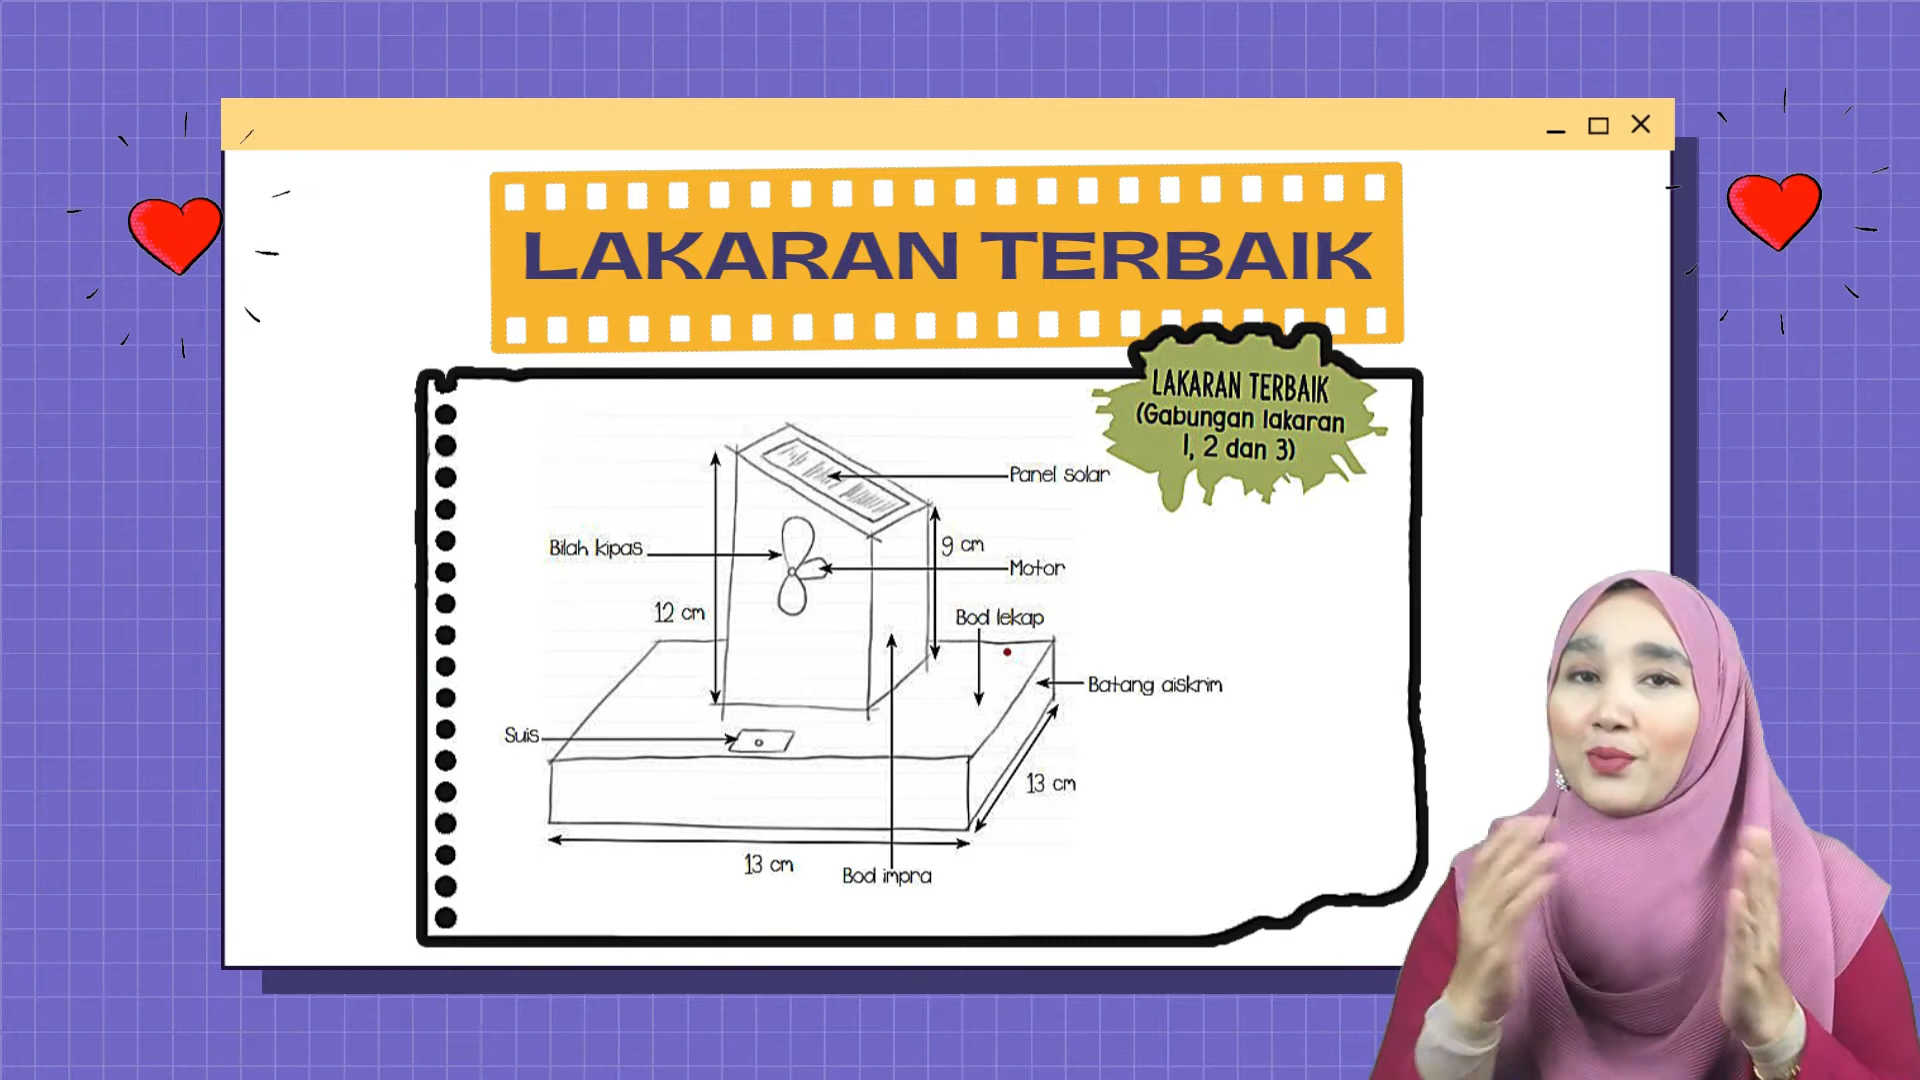 LAKARAN TERBAIK
LAKARAN TERBAIK
(Gabungan lakaran
1, 2 dan 3)
Panel solar
Bilah kipas
9 cm
Motor
12 cm
Bod lekap
Batang aiskrim
Suis
13 cm
13 cm
Bod impra